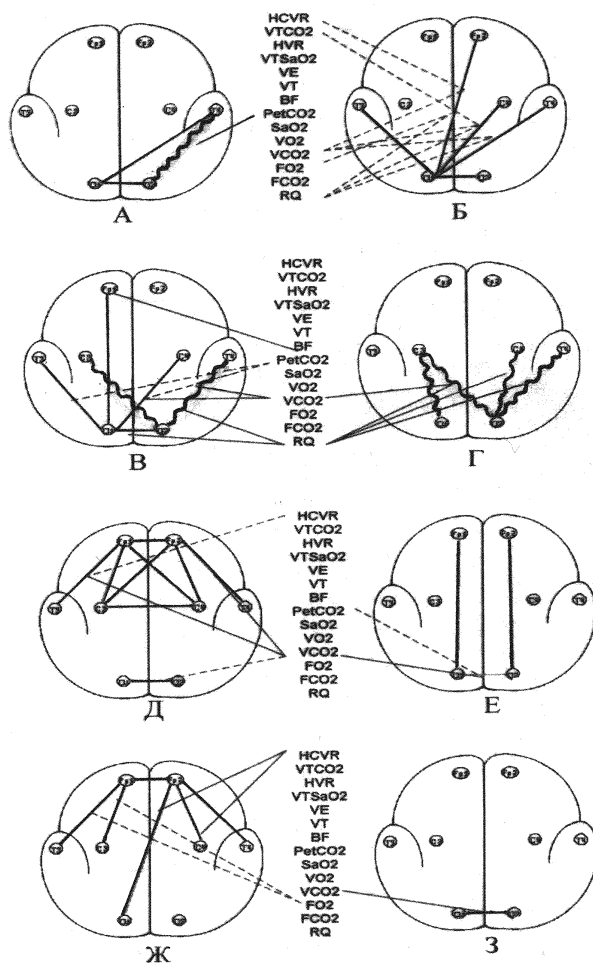 HCVR
VTCO2
HVR
VTSaO2
VE
VT
BF
PetCO2
SaO2
VO2
VCO2
FO2
FCO2
RQ
А
Б
HCVR
VTCO2
HVR
VTSaO2
VE
VT
BF
PetCO2
SaO2
VO2
VCO2
FO2
FCO2
RQ
В
Г
HCVR
VTCO2
HVR
VTSaO2
VE
VT
BF
PetCO2
SaO2
VO2
VCO2
FO2
FCO2
RQ
Д
Е
HCVR
VTCO2
HVR
VTSaO2
VE
VT
BF
PetCO2
SaO2
VO2
VCO2
FO2
FCO2
RQ
Ж
З